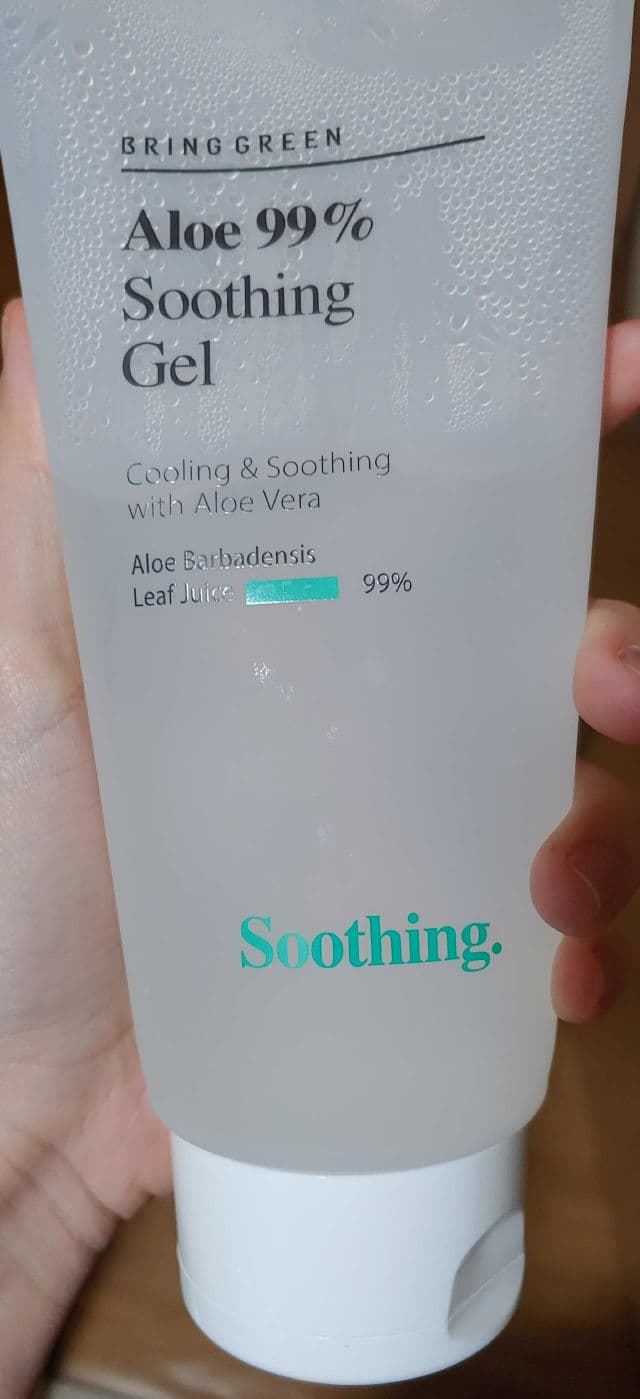 BRING GREEN
Aloe 99%
Soothing
Gel
Cooling & Soothing
with Aloe Vera
Aloe Barbadensis
Leaf Juice 99%
Soothing.